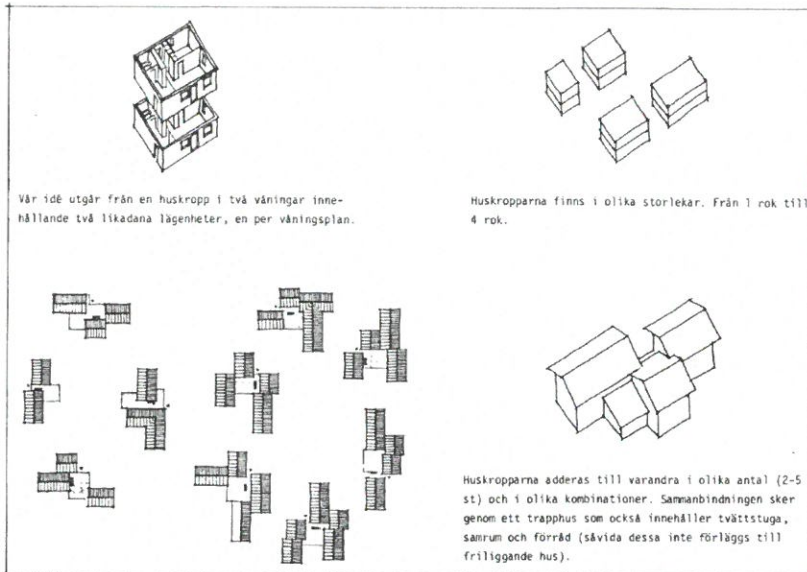 Vår idé utgår från en huskropp i två våningar inne-
hållande två likadana lägenheter, en per våningsplan.
Huskropparna finns i olika storlekar. Från 1 rok till
4 rok.
Huskropparna adderas till varandra i olika antal (2-5
st) och i olika kombinationer. Sammanbindningen sker
genom ett trapphus som också innehåller tvättstuga,
samrum och förråd (såvida dessa inte förläggs till
friliggande hus).